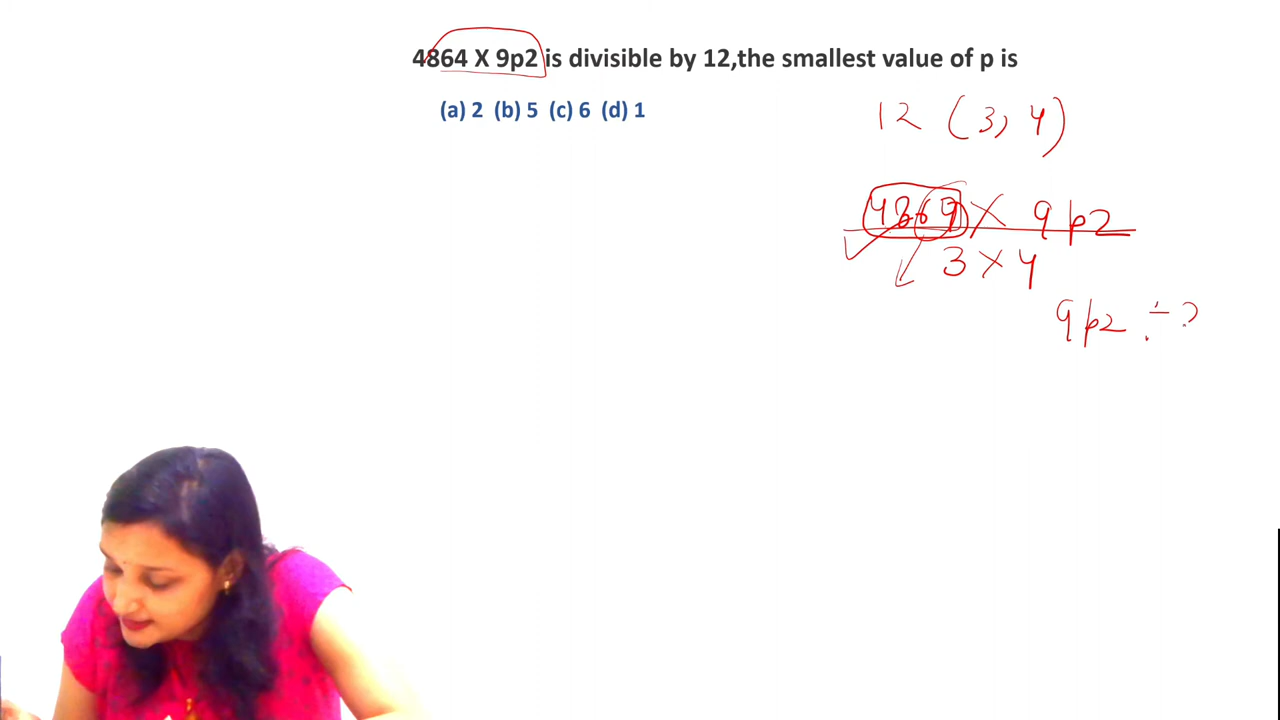 4864 X 9p2 is divisible by 12,the smallest value of p is
(a) 2 (b) 5 (c) 6 (d) 1
12 (3, 4)
4864 X 9p2
3 X 4
9p2 ÷ ?